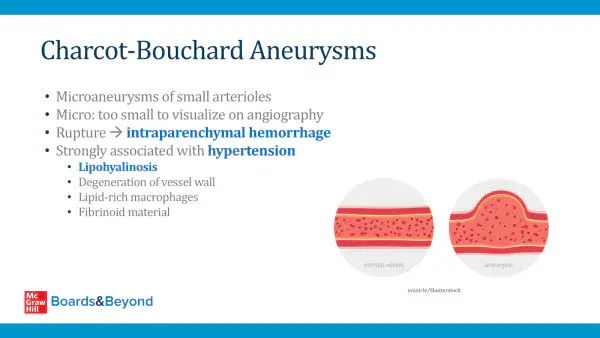 Charcot-Bouchard Aneurysms
• Microaneurysms of small arterioles
• Micro: too small to visualize on angiography
• Rupture → intraparenchymal hemorrhage
• Strongly associated with hypertension
• Lipohyalinosis
• Degeneration of vessel wall
• Lipid-rich macrophages
• Fibrinoid material
normal vessel
aneurysm
ecanicle/Shutterstock
Mc
Graw
Hill
Boards&Beyond